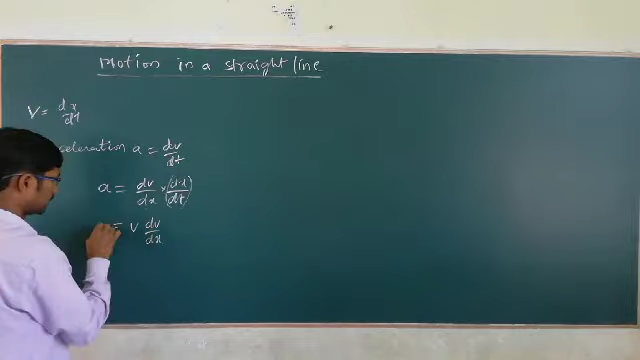 Motion in a straight line
V = dx/dt
celeration a = dv/dt
a = dv/dx × (dx/dt)
= v dv/dx